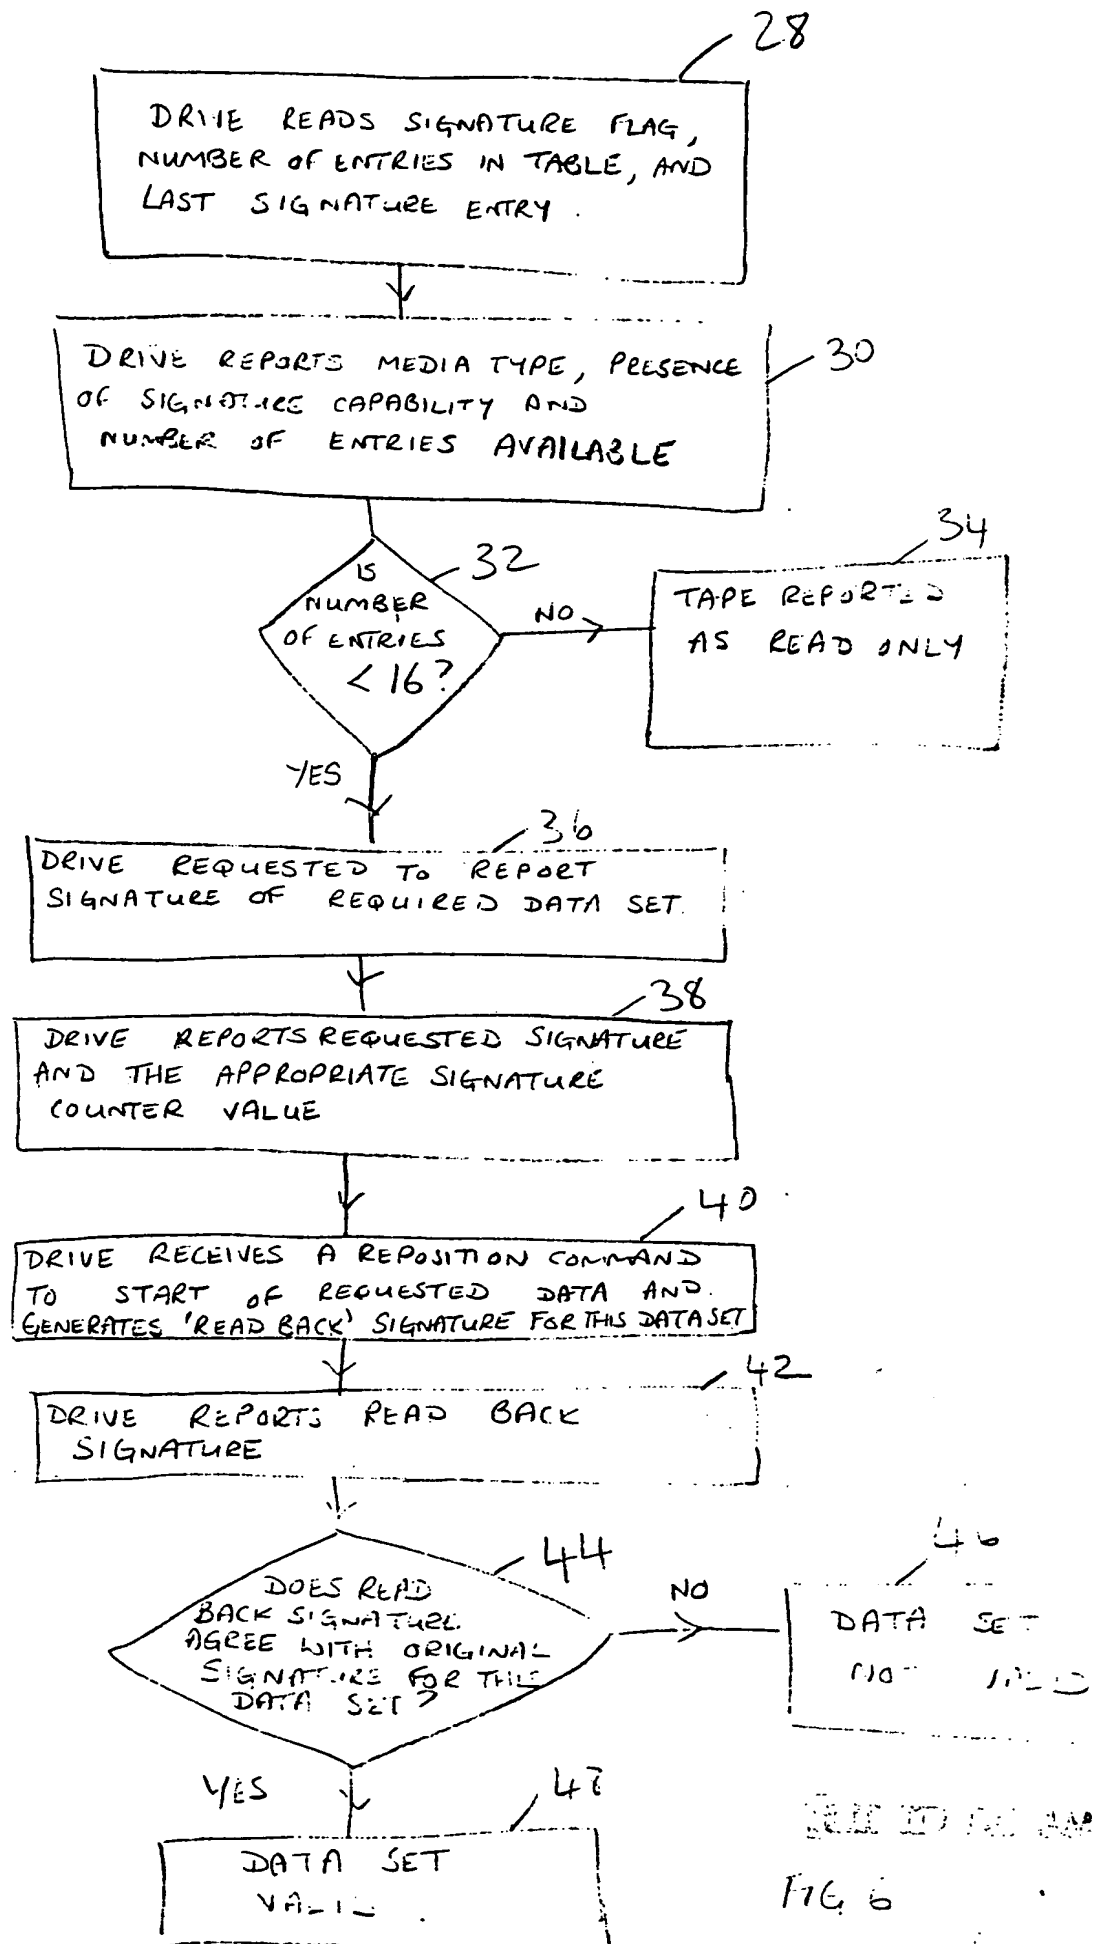 28
DRIVE READS SIGNATURE FLAG,
NUMBER OF ENTRIES IN TABLE, AND
LAST SIGNATURE ENTRY.
DRIVE REPORTS MEDIA TYPE, PRESENCE
OF SIGNATURE CAPABILITY AND
NUMBER OF ENTRIES AVAILABLE
30
IS
NUMBER
OF ENTRIES
< 16?
32
NO
34
TAPE REPORTED
AS READ ONLY
YES
36
DRIVE REQUESTED TO REPORT
SIGNATURE OF REQUIRED DATA SET.
38
DRIVE REPORTS REQUESTED SIGNATURE
AND THE APPROPRIATE SIGNATURE
COUNTER VALUE
40
DRIVE RECEIVES A REPOSITION COMMAND
TO START OF REQUESTED DATA AND
GENERATES 'READ BACK' SIGNATURE FOR THIS DATA SET
42
DRIVE REPORTS READ BACK
SIGNATURE
44
DOES READ
BACK SIGNATURE
AGREE WITH ORIGINAL
SIGNATURE FOR THIS
DATA SET?
NO
46
DATA SET
NOT
YES
DATA SET
VALID
FIG 6